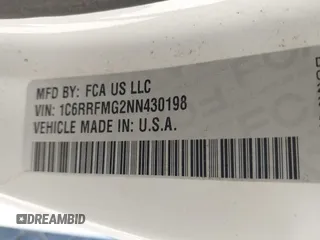 MFD BY: FCA US LLC
VIN: 1C6RRFMG2NN430198
VEHICLE MADE IN: U.S.A.
DREAMBID